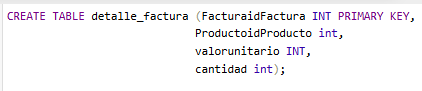 CREATE TABLE detalle_factura (FacturaidFactura INT PRIMARY KEY,
ProductoidProducto int,
valorunitario INT,
cantidad int);